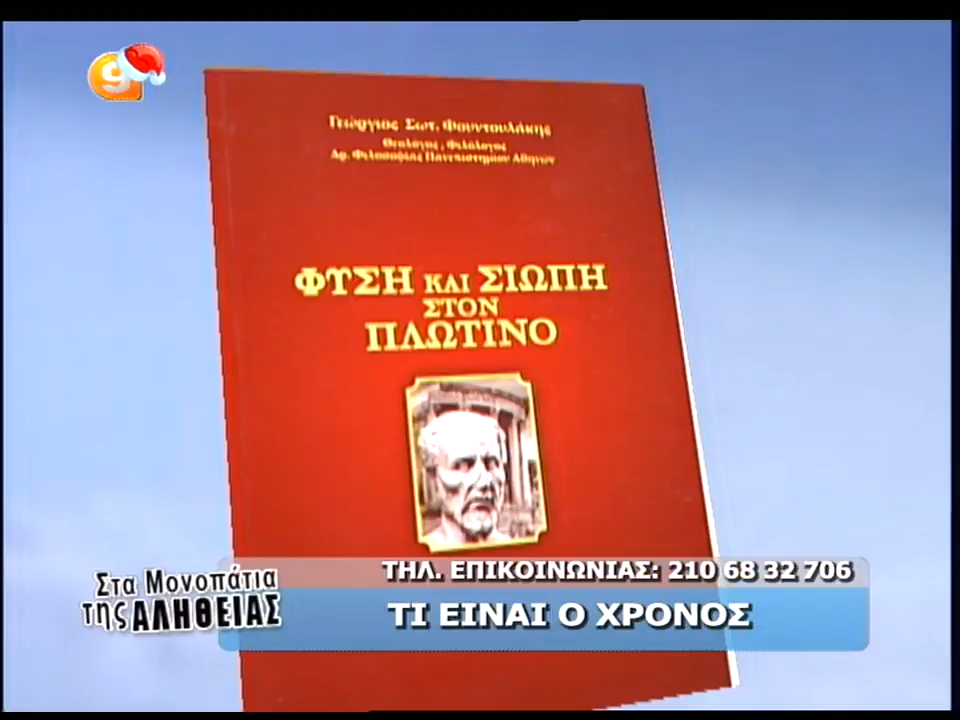 9
Γεώργιος Σωτ. Φουντουλάκης
Θεολόγος, Φιλόλογος
Δρ. Φιλοσοφίας Πανεπιστημίου Αθηνών
ΦΥΣΗ ΚΑΙ ΣΙΩΠΗ
ΣΤΟΝ
ΠΛΩΤΙΝΟ
Στα Μονοπάτια
της ΑΛΗΘΕΙΑΣ
ΤΗΛ. ΕΠΙΚΟΙΝΩΝΙΑΣ: 210 68 32 706
ΤΙ ΕΙΝΑΙ Ο ΧΡΟΝΟΣ